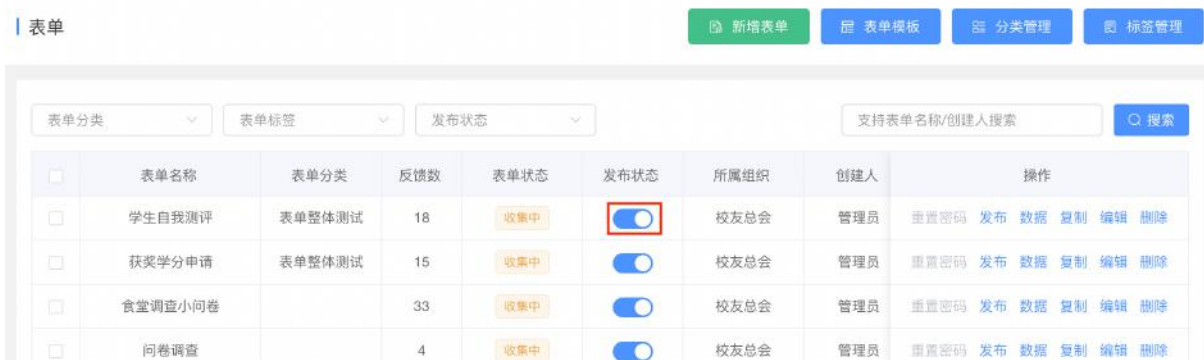 表单 新增表单 表单模板 分类管理 标签管理
表单分类 表单标签 发布状态 支持表单名称/创建人搜索 搜索
表单名称 表单分类 反馈数 表单状态 发布状态 所属组织 创建人 操作
学生自我测评 表单整体测试 18 收集中 校友总会 管理员 重置密码 发布 数据 复制 编辑 删除
获奖学分申请 表单整体测试 15 收集中 校友总会 管理员 重置密码 发布 数据 复制 编辑 删除
食堂调查小问卷 33 收集中 校友总会 管理员 重置密码 发布 数据 复制 编辑 删除
问卷调查 4 收集中 校友总会 管理员 重置密码 发布 数据 复制 编辑 删除